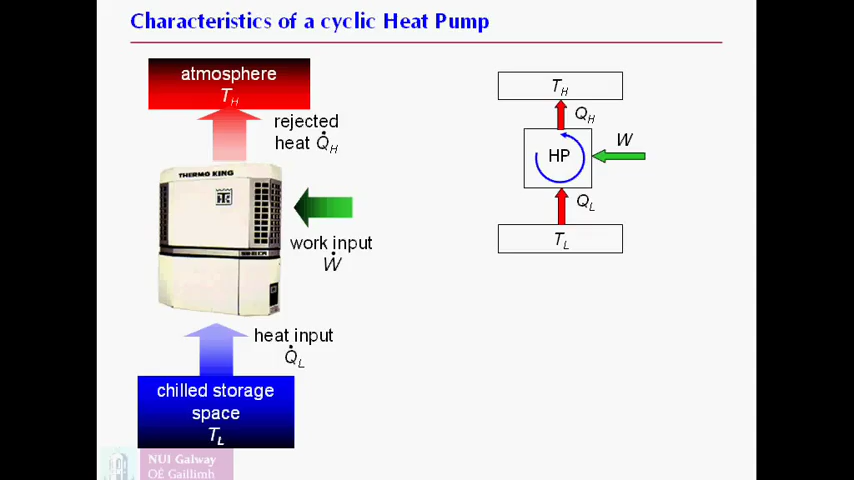 Characteristics of a cyclic Heat Pump
atmosphere
T_H
rejected
heat Q̇_H
THERMO KING
work input
Ẇ
heat input
Q̇_L
chilled storage
space
T_L
T_H
Q_H
HP
W
Q_L
T_L
NUI Galway
OÉ Gaillimh